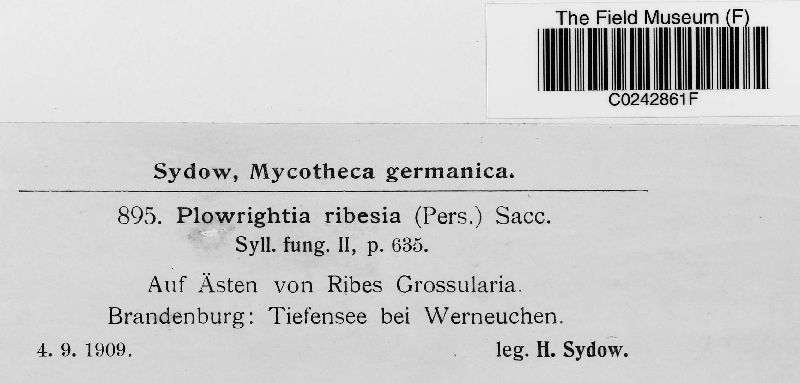 The Field Museum (F)
C0242861F
Sydow, Mycotheca germanica.
895. Plowrightia ribesia (Pers.) Sacc.
Syll. fung. II, p. 635.
Auf Ästen von Ribes Grossularia.
Brandenburg: Tiefensee bei Werneuchen.
4. 9. 1909. leg. H. Sydow.